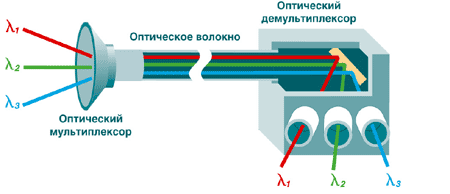 Оптический
демультиплексор
Оптическое волокно
λ1
λ2
λ3
Оптический
мультиплексор
λ1
λ2
λ3